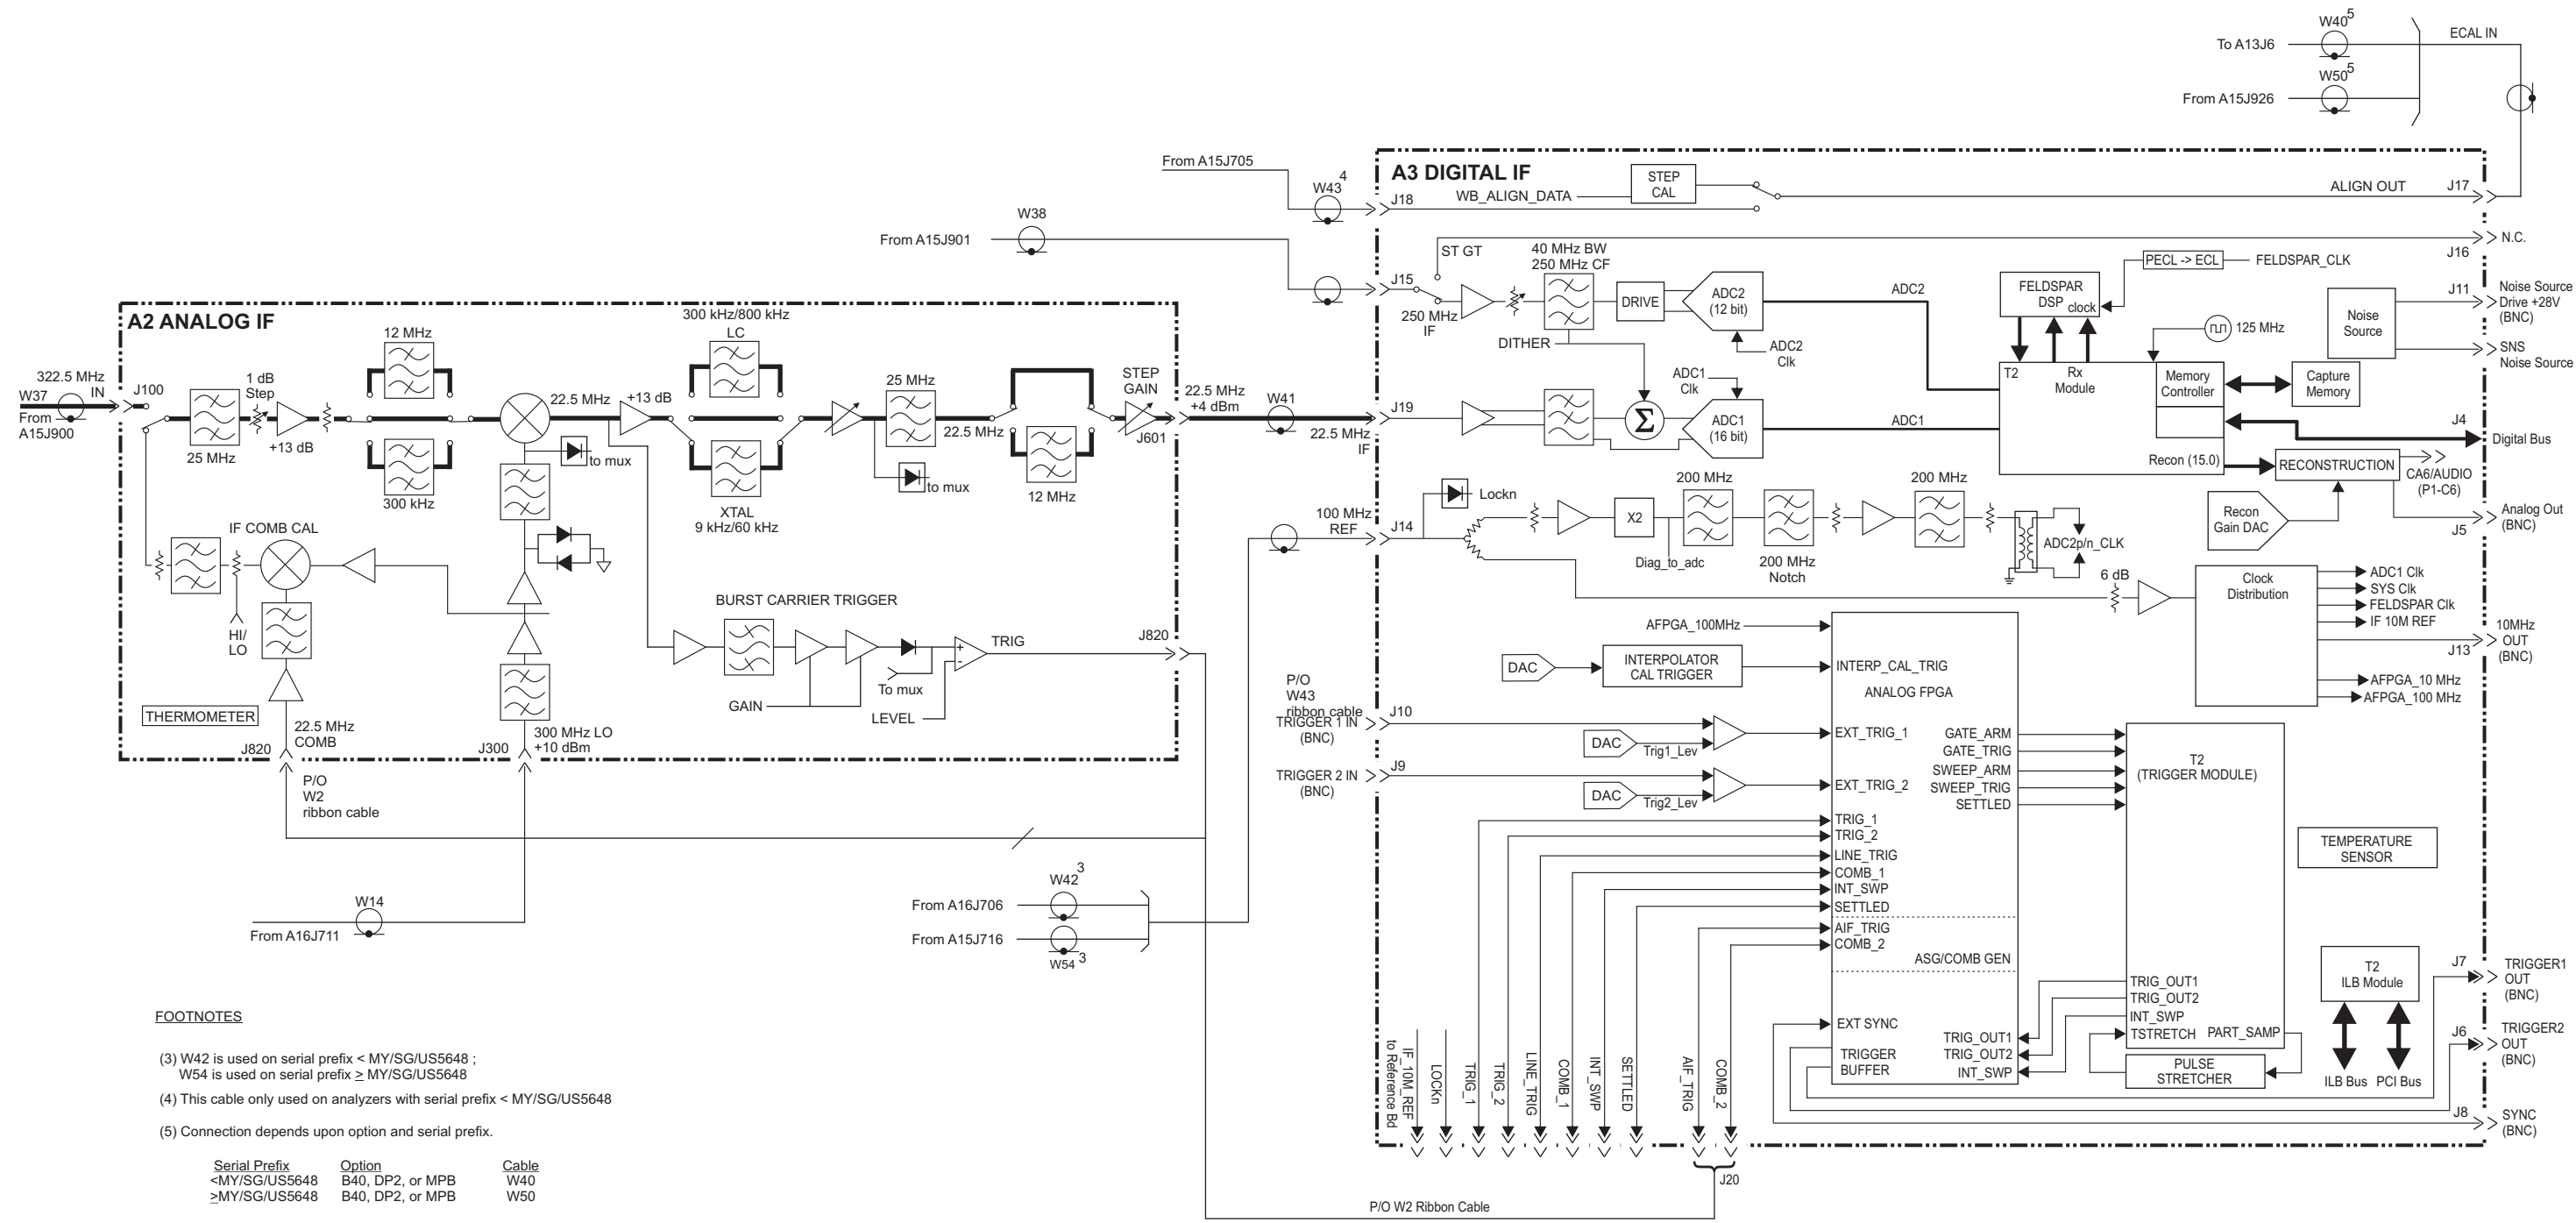 W40 5
To A13J6
ECAL IN
W50 5
From A15J926
From A15J705
W43 4
A3 DIGITAL IF
J18
WB_ALIGN_DATA
STEP
CAL
ALIGN OUT
J17
W38
From A15J901
J15
ST GT
250 MHz
IF
40 MHz BW
250 MHz CF
DRIVE
ADC2
(12 bit)
ADC2
Clk
DITHER
ADC2
N.C.
J16
PECL -> ECL
FELDSPAR_CLK
FELDSPAR
DSP
clock
125 MHz
Noise
Source
J11
Noise Source
Drive +28V
(BNC)
SNS
Noise Source
A2 ANALOG IF
322.5 MHz
IN
W37
From
A15J900
J100
25 MHz
1 dB
Step
+13 dB
12 MHz
300 kHz
22.5 MHz
to mux
+13 dB
300 kHz/800 kHz
LC
XTAL
9 kHz/60 kHz
25 MHz
to mux
22.5 MHz
12 MHz
STEP
GAIN
J601
22.5 MHz
+4 dBm
W41
22.5 MHz
IF
J19
Σ
ADC1
Clk
ADC1
(16 bit)
ADC1
T2
Rx
Module
Memory
Controller
Capture
Memory
J4
Digital Bus
Recon (15.0)
RECONSTRUCTION
CA6/AUDIO
(P1-C6)
Recon
Gain DAC
Analog Out
(BNC)
J5
100 MHz
REF
J14
Lockn
X2
Diag_to_adc
200 MHz
200 MHz
Notch
200 MHz
ADC2p/n_CLK
6 dB
Clock
Distribution
ADC1 Clk
SYS Clk
FELDSPAR Clk
IF 10M REF
10MHz
OUT
(BNC)
J13
AFPGA_10 MHz
AFPGA_100 MHz
IF COMB CAL
HI/
LO
THERMOMETER
22.5 MHz
COMB
J820
J300
300 MHz LO
+10 dBm
BURST CARRIER TRIGGER
GAIN
To mux
LEVEL
+
-
TRIG
J820
P/O
W2
ribbon cable
W14
From A16J711
W42 3
From A16J706
From A15J716
W54 3
AFPGA_100MHz
DAC
INTERPOLATOR
CAL TRIGGER
INTERP_CAL_TRIG
ANALOG FPGA
P/O
W43
ribbon cable
TRIGGER 1 IN
(BNC)
J10
DAC
Trig1_Lev
EXT_TRIG_1
TRIGGER 2 IN
(BNC)
J9
DAC
Trig2_Lev
EXT_TRIG_2
GATE_ARM
GATE_TRIG
SWEEP_ARM
SWEEP_TRIG
SETTLED
T2
(TRIGGER MODULE)
TRIG_1
TRIG_2
LINE_TRIG
COMB_1
INT_SWP
SETTLED
AIF_TRIG
COMB_2
ASG/COMB GEN
EXT SYNC
TRIGGER
BUFFER
TRIG_OUT1
TRIG_OUT2
INT_SWP
TRIG_OUT1
TRIG_OUT2
INT_SWP
TSTRETCH
PART_SAMP
PULSE
STRETCHER
TEMPERATURE
SENSOR
T2
ILB Module
ILB Bus
PCI Bus
J7
TRIGGER1
OUT
(BNC)
J6
TRIGGER2
OUT
(BNC)
J8
SYNC
(BNC)
IF_10M_REF
to Reference Bd
LOCKn
TRIG_1
TRIG_2
LINE_TRIG
COMB_1
INT_SWP
SETTLED
AIF_TRIG
COMB_2
J20
P/O W2 Ribbon Cable
FOOTNOTES
(3) W42 is used on serial prefix < MY/SG/US5648 ;
W54 is used on serial prefix ≥ MY/SG/US5648
(4) This cable only used on analyzers with serial prefix < MY/SG/US5648
(5) Connection depends upon option and serial prefix.
Serial Prefix Option Cable
<MY/SG/US5648 B40, DP2, or MPB W40
≥MY/SG/US5648 B40, DP2, or MPB W50